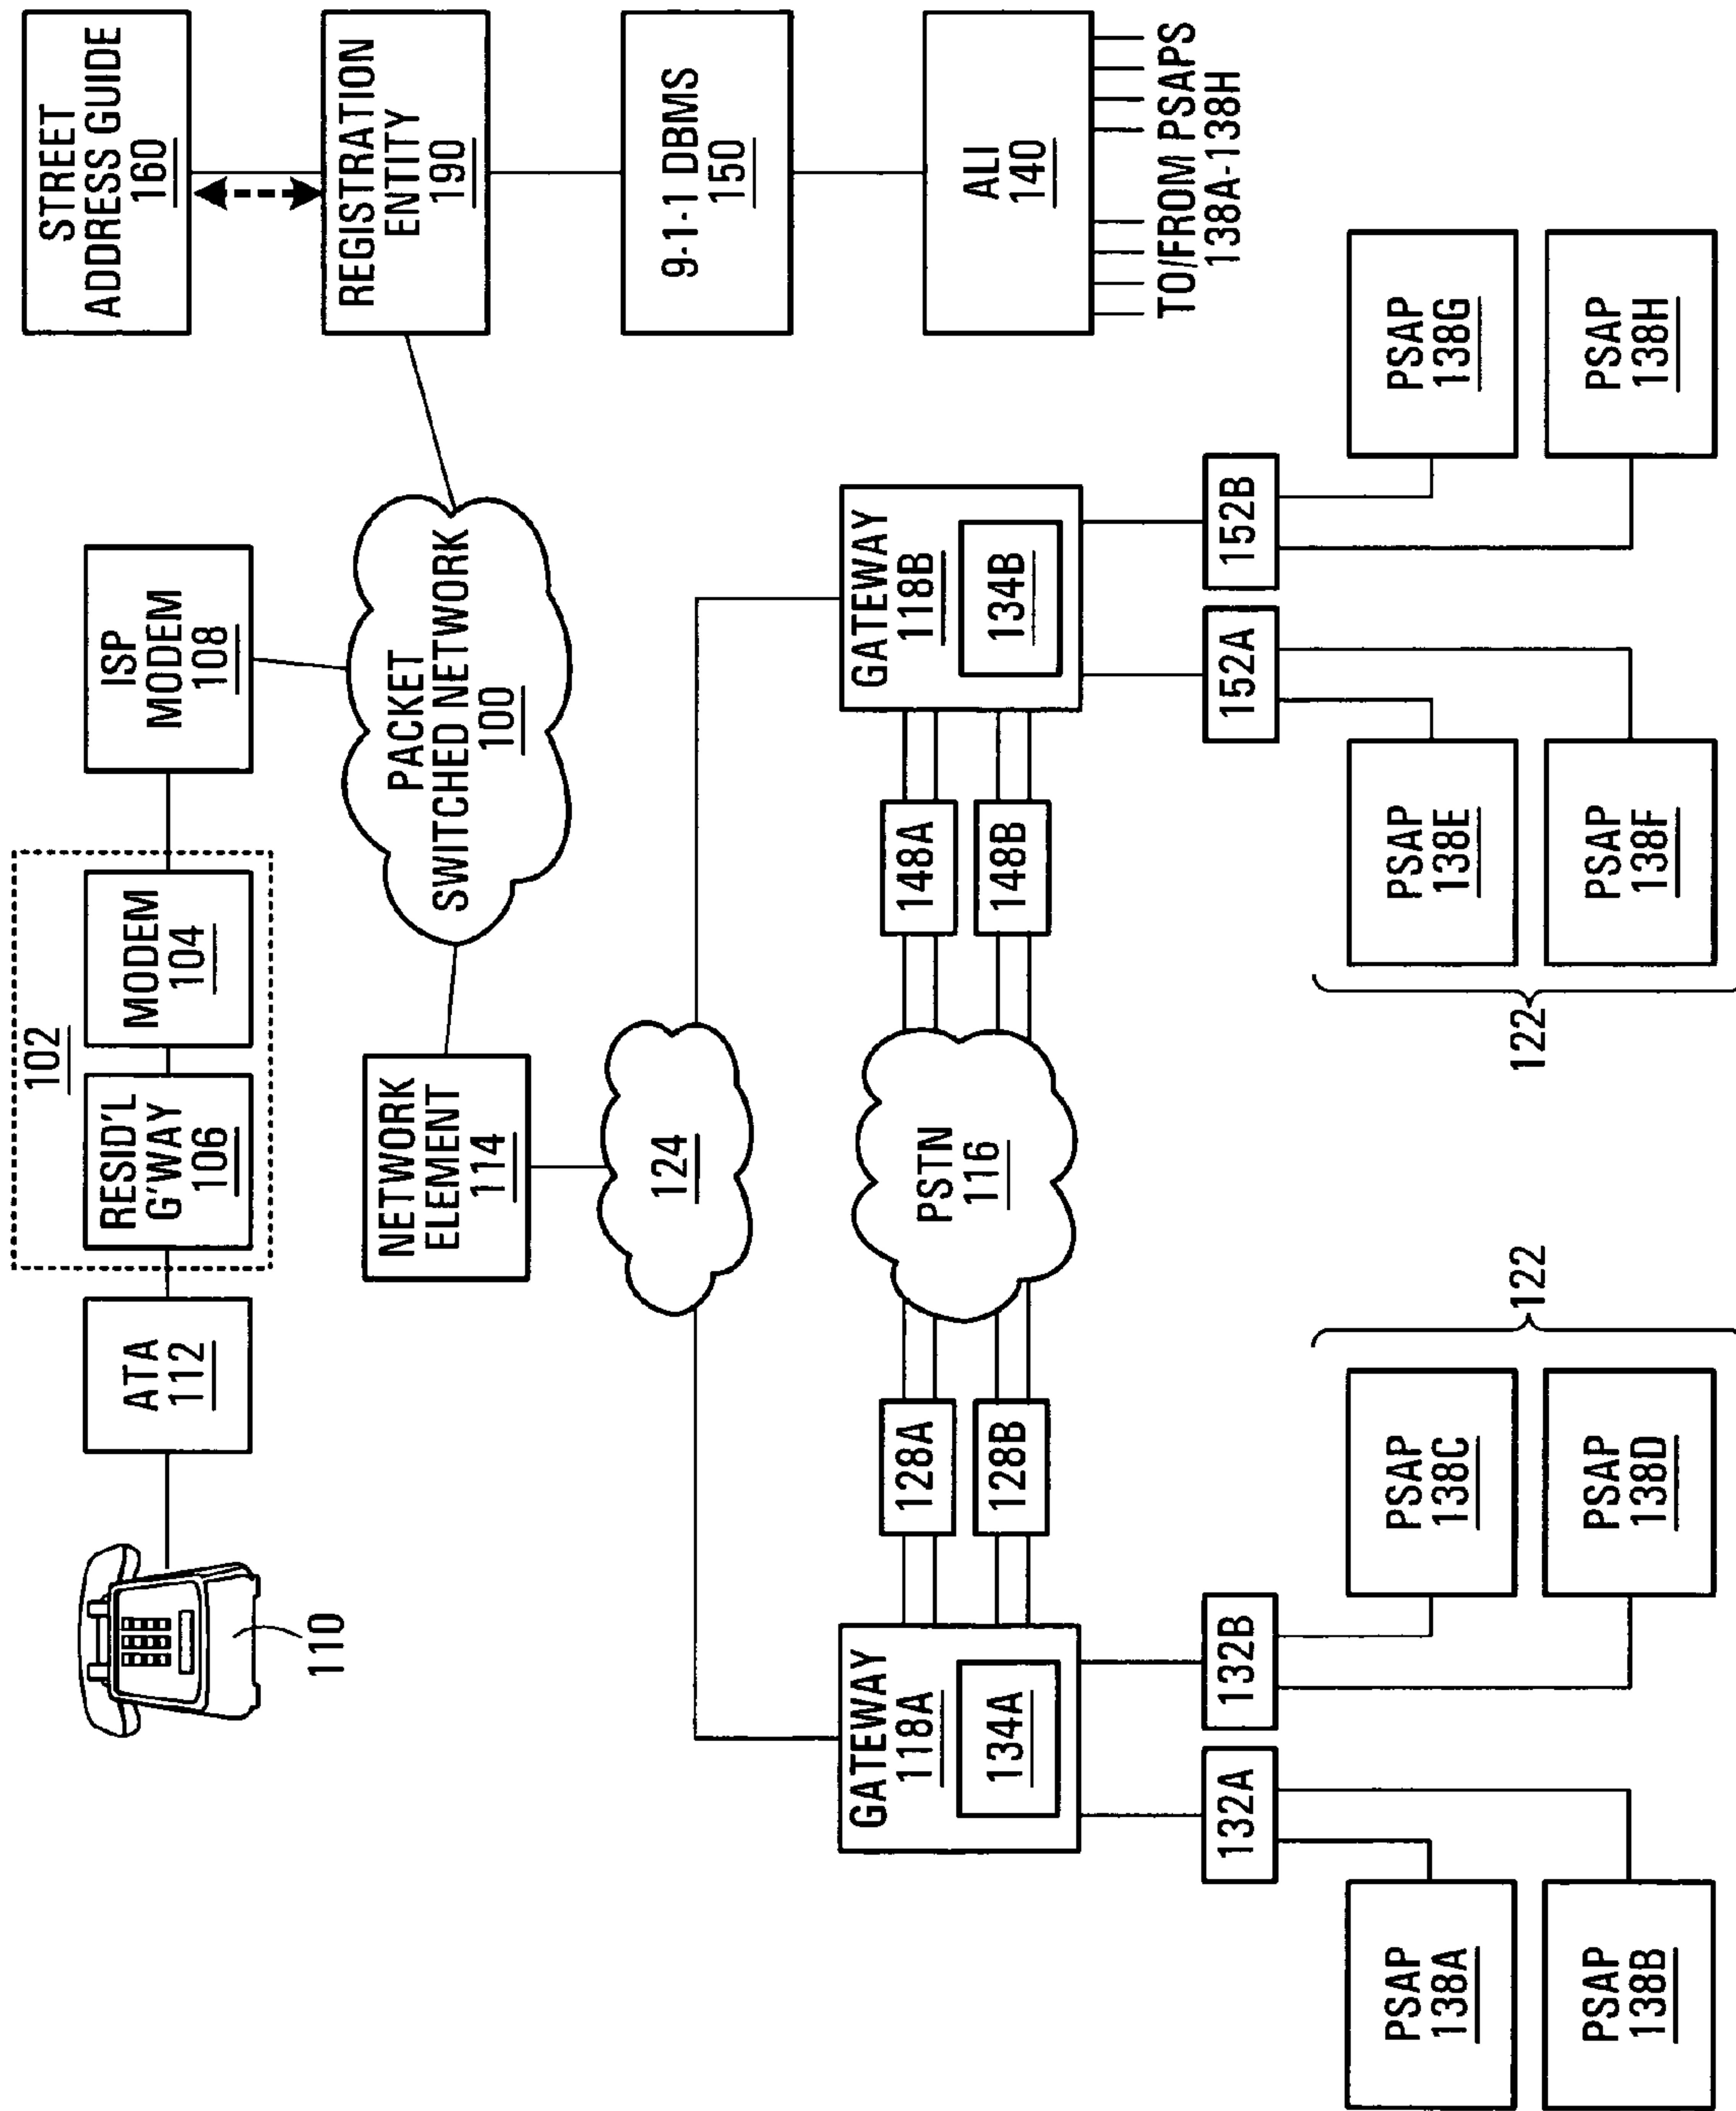 110
ATA
112
102
RESID'L
G'WAY
106
MODEM
104
ISP
MODEM
108
STREET
ADDRESS GUIDE
160
REGISTRATION
ENTITY
190
9-1-1 DBMS
150
ALI
140
TO/FROM PSAPS
138A-138H
PACKET
SWITCHED NETWORK
100
NETWORK
ELEMENT
114
124
GATEWAY
118A
134A
128A
128B
PSTN
116
148A
148B
GATEWAY
118B
134B
132A
132B
152A
152B
PSAP
138A
PSAP
138B
PSAP
138C
PSAP
138D
122
122
PSAP
138E
PSAP
138F
PSAP
138G
PSAP
138H